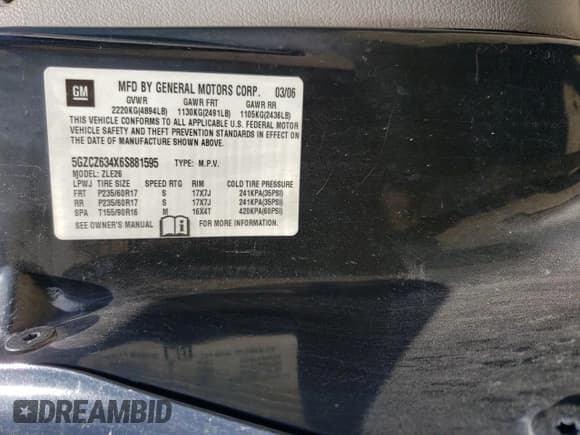 GM
MFD BY GENERAL MOTORS CORP. 03/06
GVWR GAWR FRT GAWR RR
2220KG(4894LB) 1130KG(2491LB) 1105KG(2436LB)
THIS VEHICLE CONFORMS TO ALL APPLICABLE U.S. FEDERAL MOTOR
VEHICLE SAFETY AND THEFT PREVENTION STANDARDS IN EFFECT ON
THE DATE OF MANUFACTURE SHOWN ABOVE.
5GZCZ634X6S881595 TYPE: M.P.V.
MODEL: ZLE26
LPWJ TIRE SIZE SPEED RTG RIM COLD TIRE PRESSURE
FRT P235/60R17 S 17X7J 241KPA(35PSI)
RR P235/60R17 S 17X7J 241KPA(35PSI)
SPA T155/90R16 M 16X4T 420KPA(60PSI)
SEE OWNER'S MANUAL FOR MORE INFORMATION.
DREAMBID